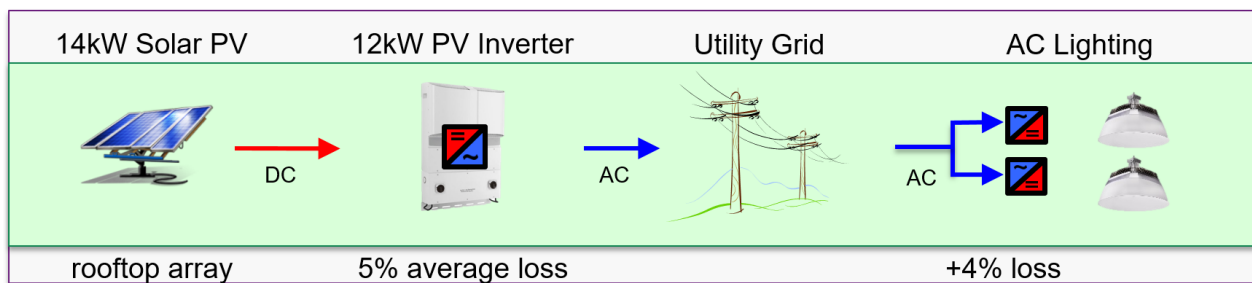 14kW Solar PV
12kW PV Inverter
Utility Grid
AC Lighting
DC
AC
AC
rooftop array
5% average loss
+4% loss